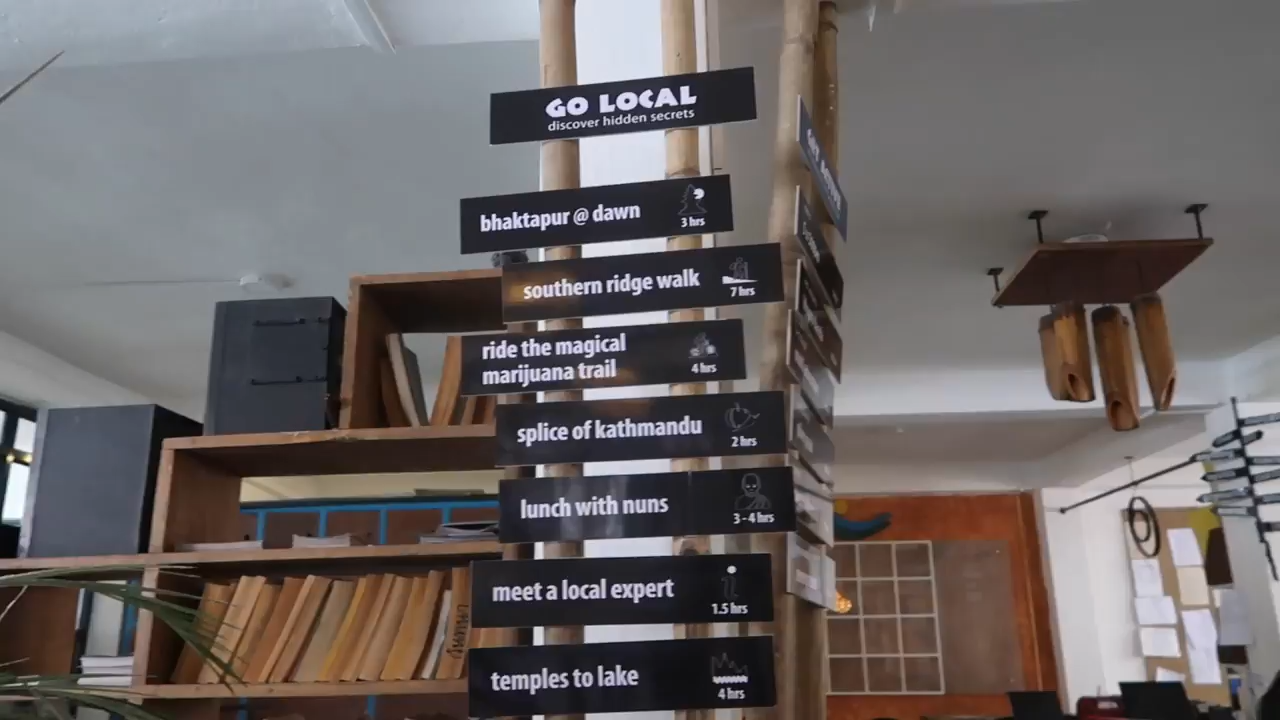 GO LOCAL
discover hidden secrets
bhaktapur @ dawn
3 hrs
southern ridge walk
7 hrs
ride the magical
marijuana trail
4 hrs
splice of kathmandu
2 hrs
lunch with nuns
3-4 hrs
meet a local expert
1.5 hrs
temples to lake
4 hrs